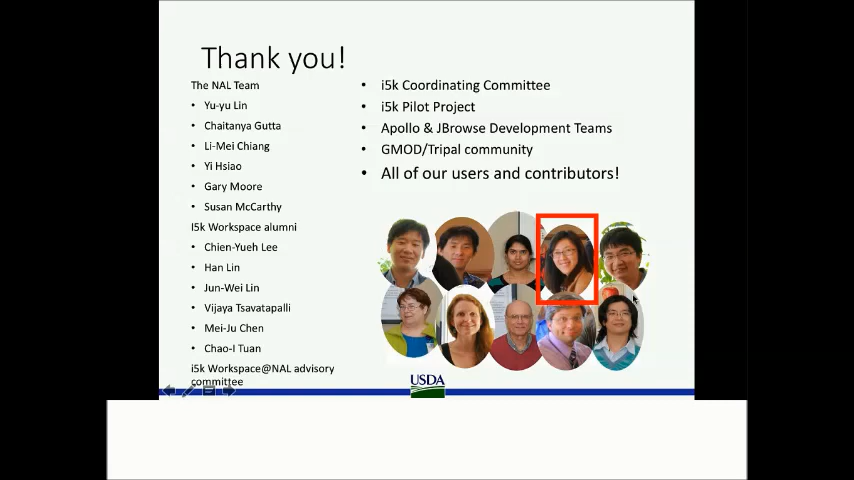 Thank you!
The NAL Team
• Yu-yu Lin
• Chaitanya Gutta
• Li-Mei Chiang
• Yi Hsiao
• Gary Moore
• Susan McCarthy
I5k Workspace alumni
• Chien-Yueh Lee
• Han Lin
• Jun-Wei Lin
• Vijaya Tsavatapalli
• Mei-Ju Chen
• Chao-I Tuan
i5k Workspace@NAL advisory
committee
• i5k Coordinating Committee
• i5k Pilot Project
• Apollo & JBrowse Development Teams
• GMOD/Tripal community
• All of our users and contributors!
USDA